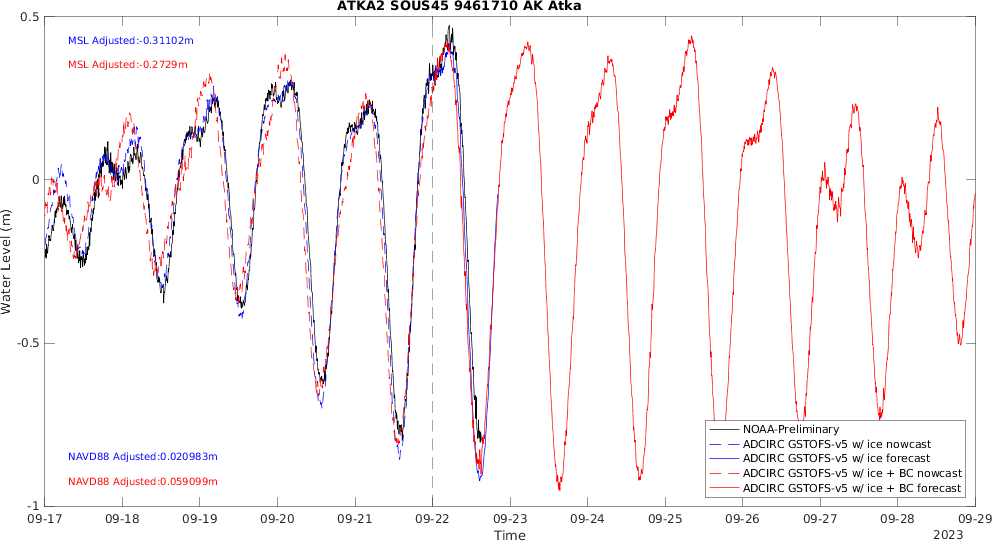 ATKA2 SOUS45 9461710 AK Atka
MSL Adjusted:-0.31102m
MSL Adjusted:-0.2729m
NAVD88 Adjusted:0.020983m
NAVD88 Adjusted:0.059099m
Water Level (m)
0.5
0
-0.5
-1
NOAA-Preliminary
ADCIRC GSTOFS-v5 w/ ice nowcast
ADCIRC GSTOFS-v5 w/ ice forecast
ADCIRC GSTOFS-v5 w/ ice + BC nowcast
ADCIRC GSTOFS-v5 w/ ice + BC forecast
09-17 09-18 09-19 09-20 09-21 09-22 09-23 09-24 09-25 09-26 09-27 09-28 09-29
Time
2023